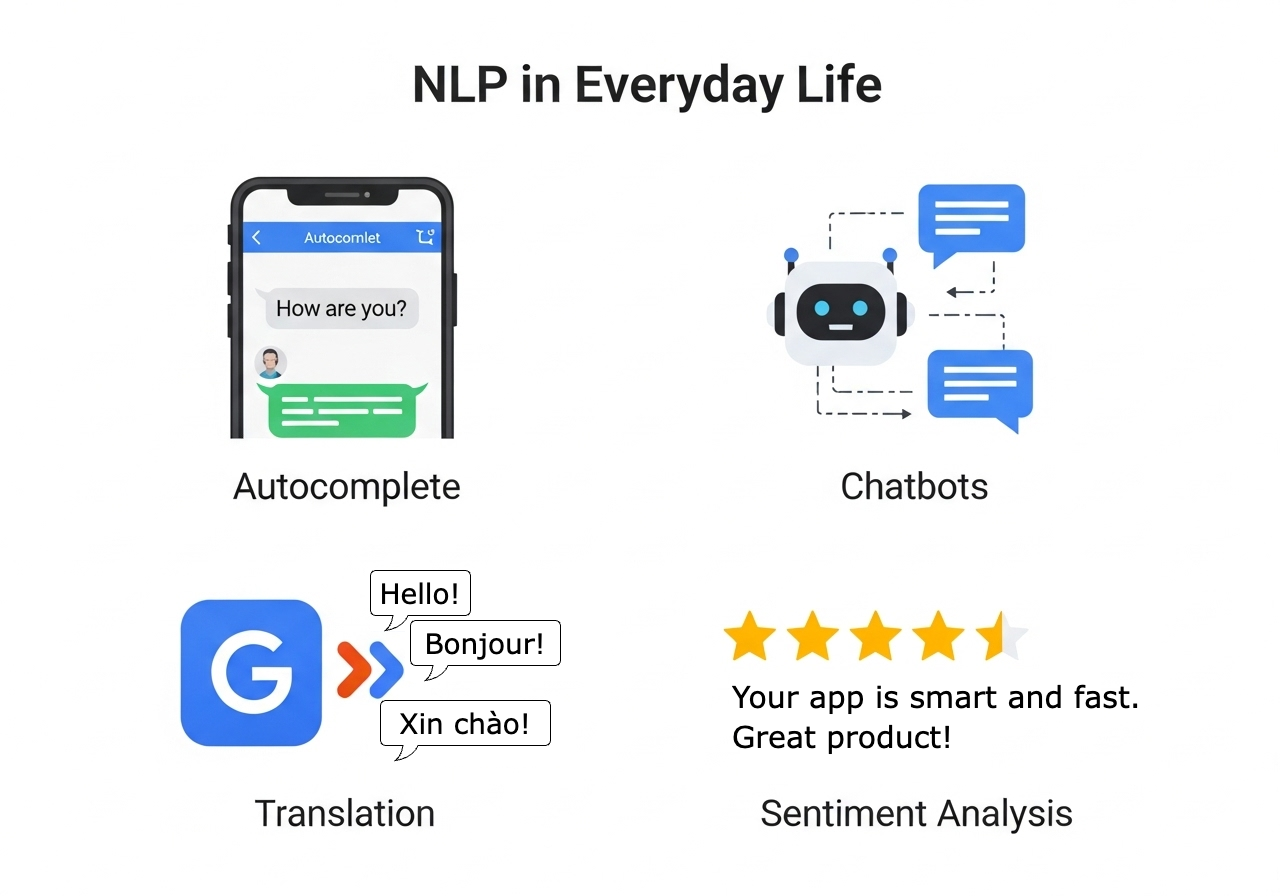 NLP in Everyday Life
Autocomlet
How are you?
Autocomplete
Chatbots
G
Hello!
Bonjour!
Xin chào!
Translation
Your app is smart and fast.
Great product!
Sentiment Analysis